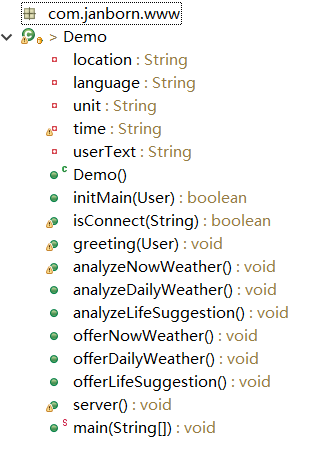 com.janborn.www
> Demo
location : String
language : String
unit : String
time : String
userText : String
Demo()
initMain(User) : boolean
isConnect(String) : boolean
greeting(User) : void
analyzeNowWeather() : void
analyzeDailyWeather() : void
analyzeLifeSuggestion() : void
offerNowWeather() : void
offerDailyWeather() : void
offerLifeSuggestion() : void
server() : void
main(String[]) : void